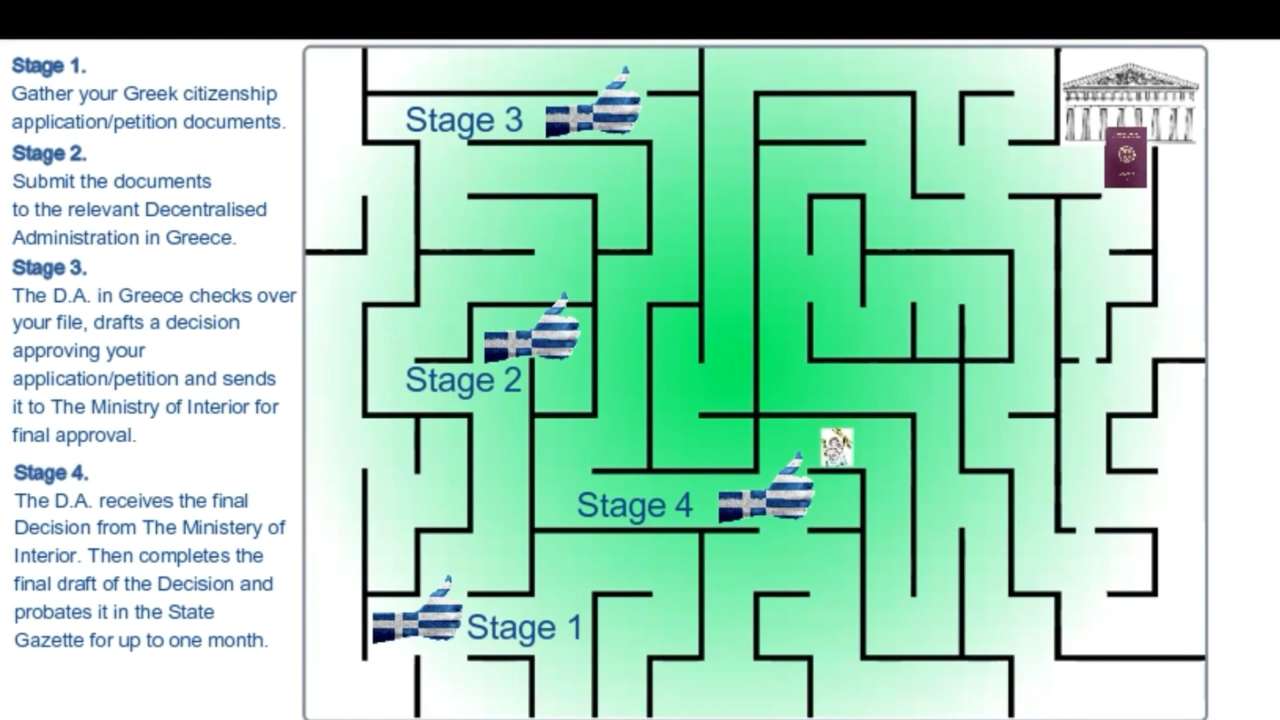 Stage 1.
Gather your Greek citizenship
application/petition documents.
Stage 2.
Submit the documents
to the relevant Decentralised
Administration in Greece.
Stage 3.
The D.A. in Greece checks over
your file, drafts a decision
approving your
application/petition and sends
it to The Ministry of Interior for
final approval.
Stage 4.
The D.A. receives the final
Decision from The Ministery of
Interior. Then completes the
final draft of the Decision and
probates it in the State
Gazette for up to one month.
Stage 3
Stage 2
Stage 4
Stage 1